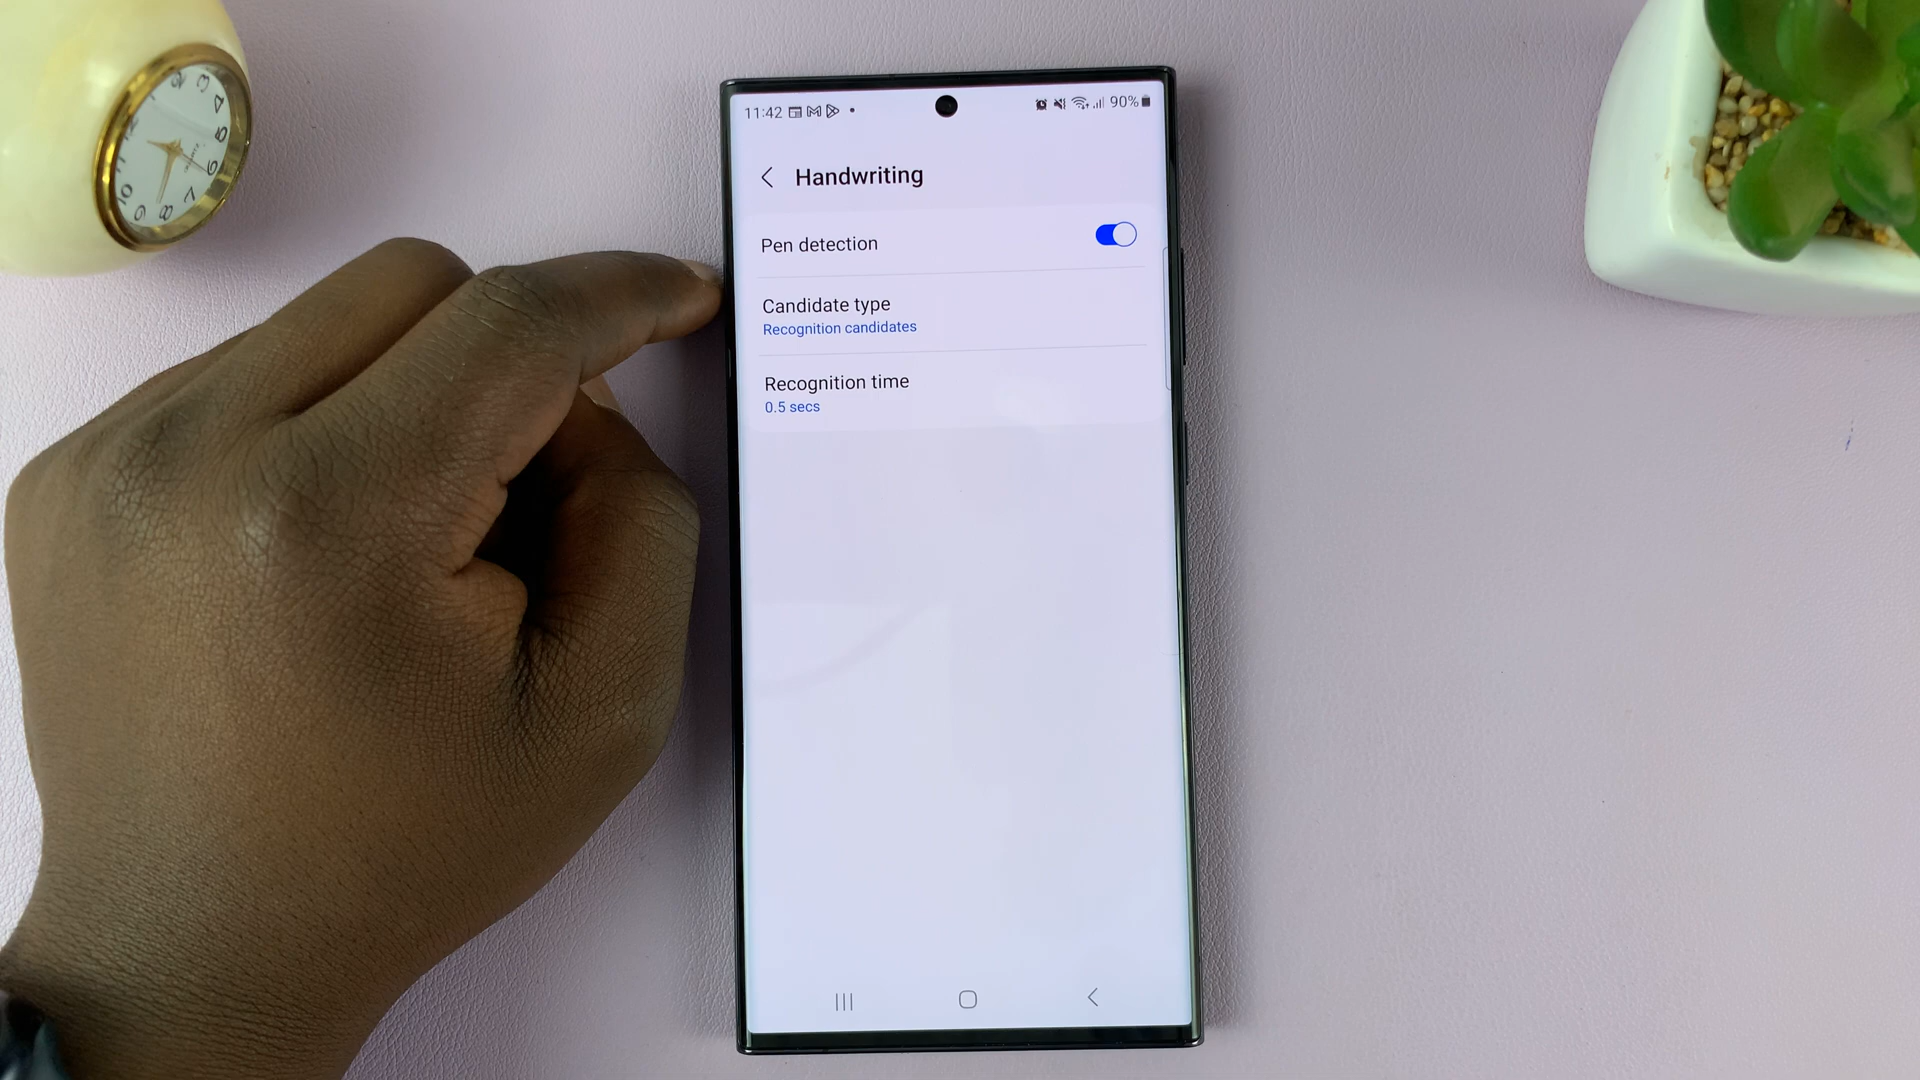 11:42
90%
Handwriting
Pen detection
Candidate type
Recognition candidates
Recognition time
0.5 secs